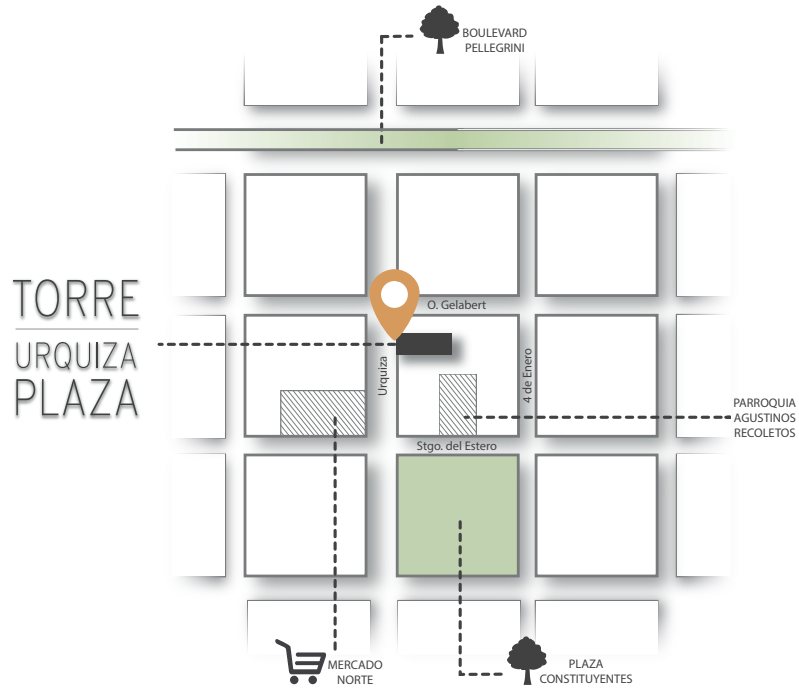 BOULEVARD
PELLEGRINI
TORRE
URQUIZA
PLAZA
O. Gelabert
Urquiza
4 de Enero
PARROQUIA
AGUSTINOS
RECOLETOS
Stgo. del Estero
MERCADO
NORTE
PLAZA
CONSTITUYENTES